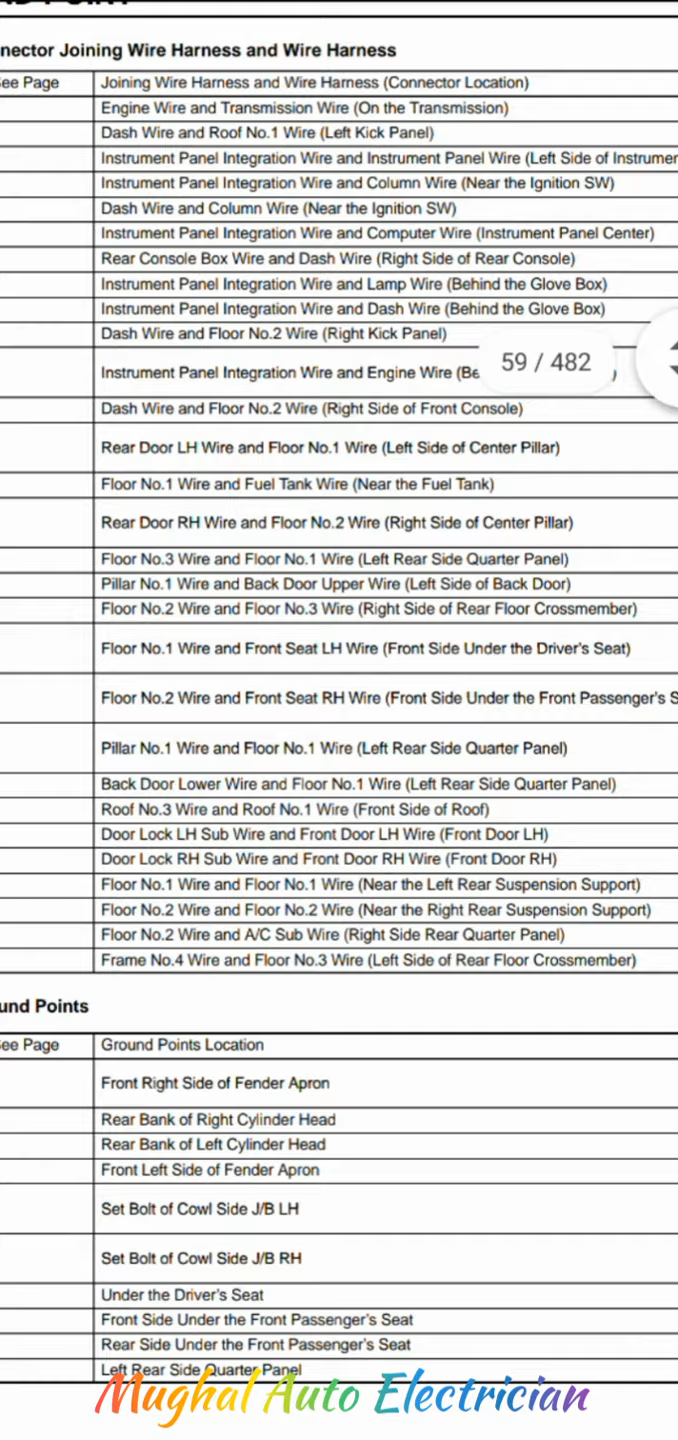 nector Joining Wire Harness and Wire Harness
ee Page Joining Wire Harness and Wire Harness (Connector Location)
Engine Wire and Transmission Wire (On the Transmission)
Dash Wire and Roof No.1 Wire (Left Kick Panel)
Instrument Panel Integration Wire and Instrument Panel Wire (Left Side of Instrumen
Instrument Panel Integration Wire and Column Wire (Near the Ignition SW)
Dash Wire and Column Wire (Near the Ignition SW)
Instrument Panel Integration Wire and Computer Wire (Instrument Panel Center)
Rear Console Box Wire and Dash Wire (Right Side of Rear Console)
Instrument Panel Integration Wire and Lamp Wire (Behind the Glove Box)
Instrument Panel Integration Wire and Dash Wire (Behind the Glove Box)
Dash Wire and Floor No.2 Wire (Right Kick Panel)
59 / 482
Instrument Panel Integration Wire and Engine Wire (Be )
Dash Wire and Floor No.2 Wire (Right Side of Front Console)
Rear Door LH Wire and Floor No.1 Wire (Left Side of Center Pillar)
Floor No.1 Wire and Fuel Tank Wire (Near the Fuel Tank)
Rear Door RH Wire and Floor No.2 Wire (Right Side of Center Pillar)
Floor No.3 Wire and Floor No.1 Wire (Left Rear Side Quarter Panel)
Pillar No.1 Wire and Back Door Upper Wire (Left Side of Back Door)
Floor No.2 Wire and Floor No.3 Wire (Right Side of Rear Floor Crossmember)
Floor No.1 Wire and Front Seat LH Wire (Front Side Under the Driver's Seat)
Floor No.2 Wire and Front Seat RH Wire (Front Side Under the Front Passenger's S
Pillar No.1 Wire and Floor No.1 Wire (Left Rear Side Quarter Panel)
Back Door Lower Wire and Floor No.1 Wire (Left Rear Side Quarter Panel)
Roof No.3 Wire and Roof No.1 Wire (Front Side of Roof)
Door Lock LH Sub Wire and Front Door LH Wire (Front Door LH)
Door Lock RH Sub Wire and Front Door RH Wire (Front Door RH)
Floor No.1 Wire and Floor No.1 Wire (Near the Left Rear Suspension Support)
Floor No.2 Wire and Floor No.2 Wire (Near the Right Rear Suspension Support)
Floor No.2 Wire and A/C Sub Wire (Right Side Rear Quarter Panel)
Frame No.4 Wire and Floor No.3 Wire (Left Side of Rear Floor Crossmember)
und Points
ee Page Ground Points Location
Front Right Side of Fender Apron
Rear Bank of Right Cylinder Head
Rear Bank of Left Cylinder Head
Front Left Side of Fender Apron
Set Bolt of Cowl Side J/B LH
Set Bolt of Cowl Side J/B RH
Under the Driver's Seat
Front Side Under the Front Passenger's Seat
Rear Side Under the Front Passenger's Seat
Left Rear Side Quarter Panel
Mughal Auto Electrician